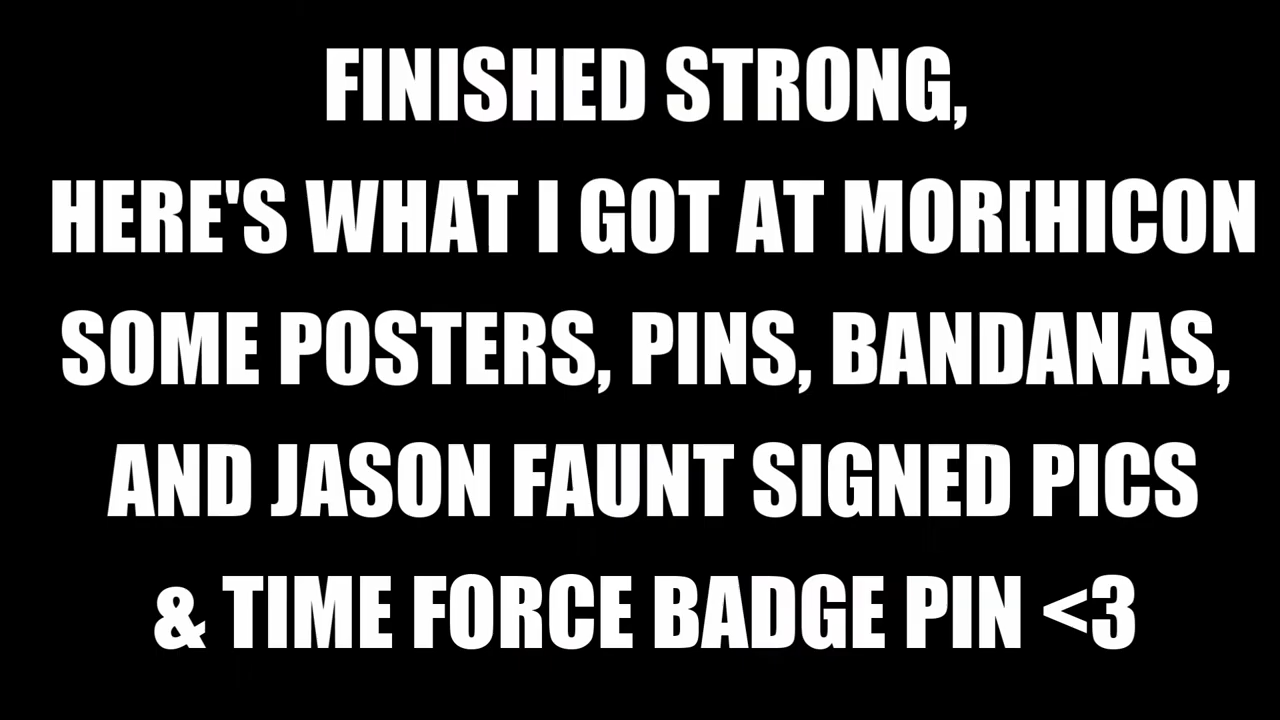 FINISHED STRONG,
HERE'S WHAT I GOT AT MOR[HICON
SOME POSTERS, PINS, BANDANAS,
AND JASON FAUNT SIGNED PICS
& TIME FORCE BADGE PIN <3